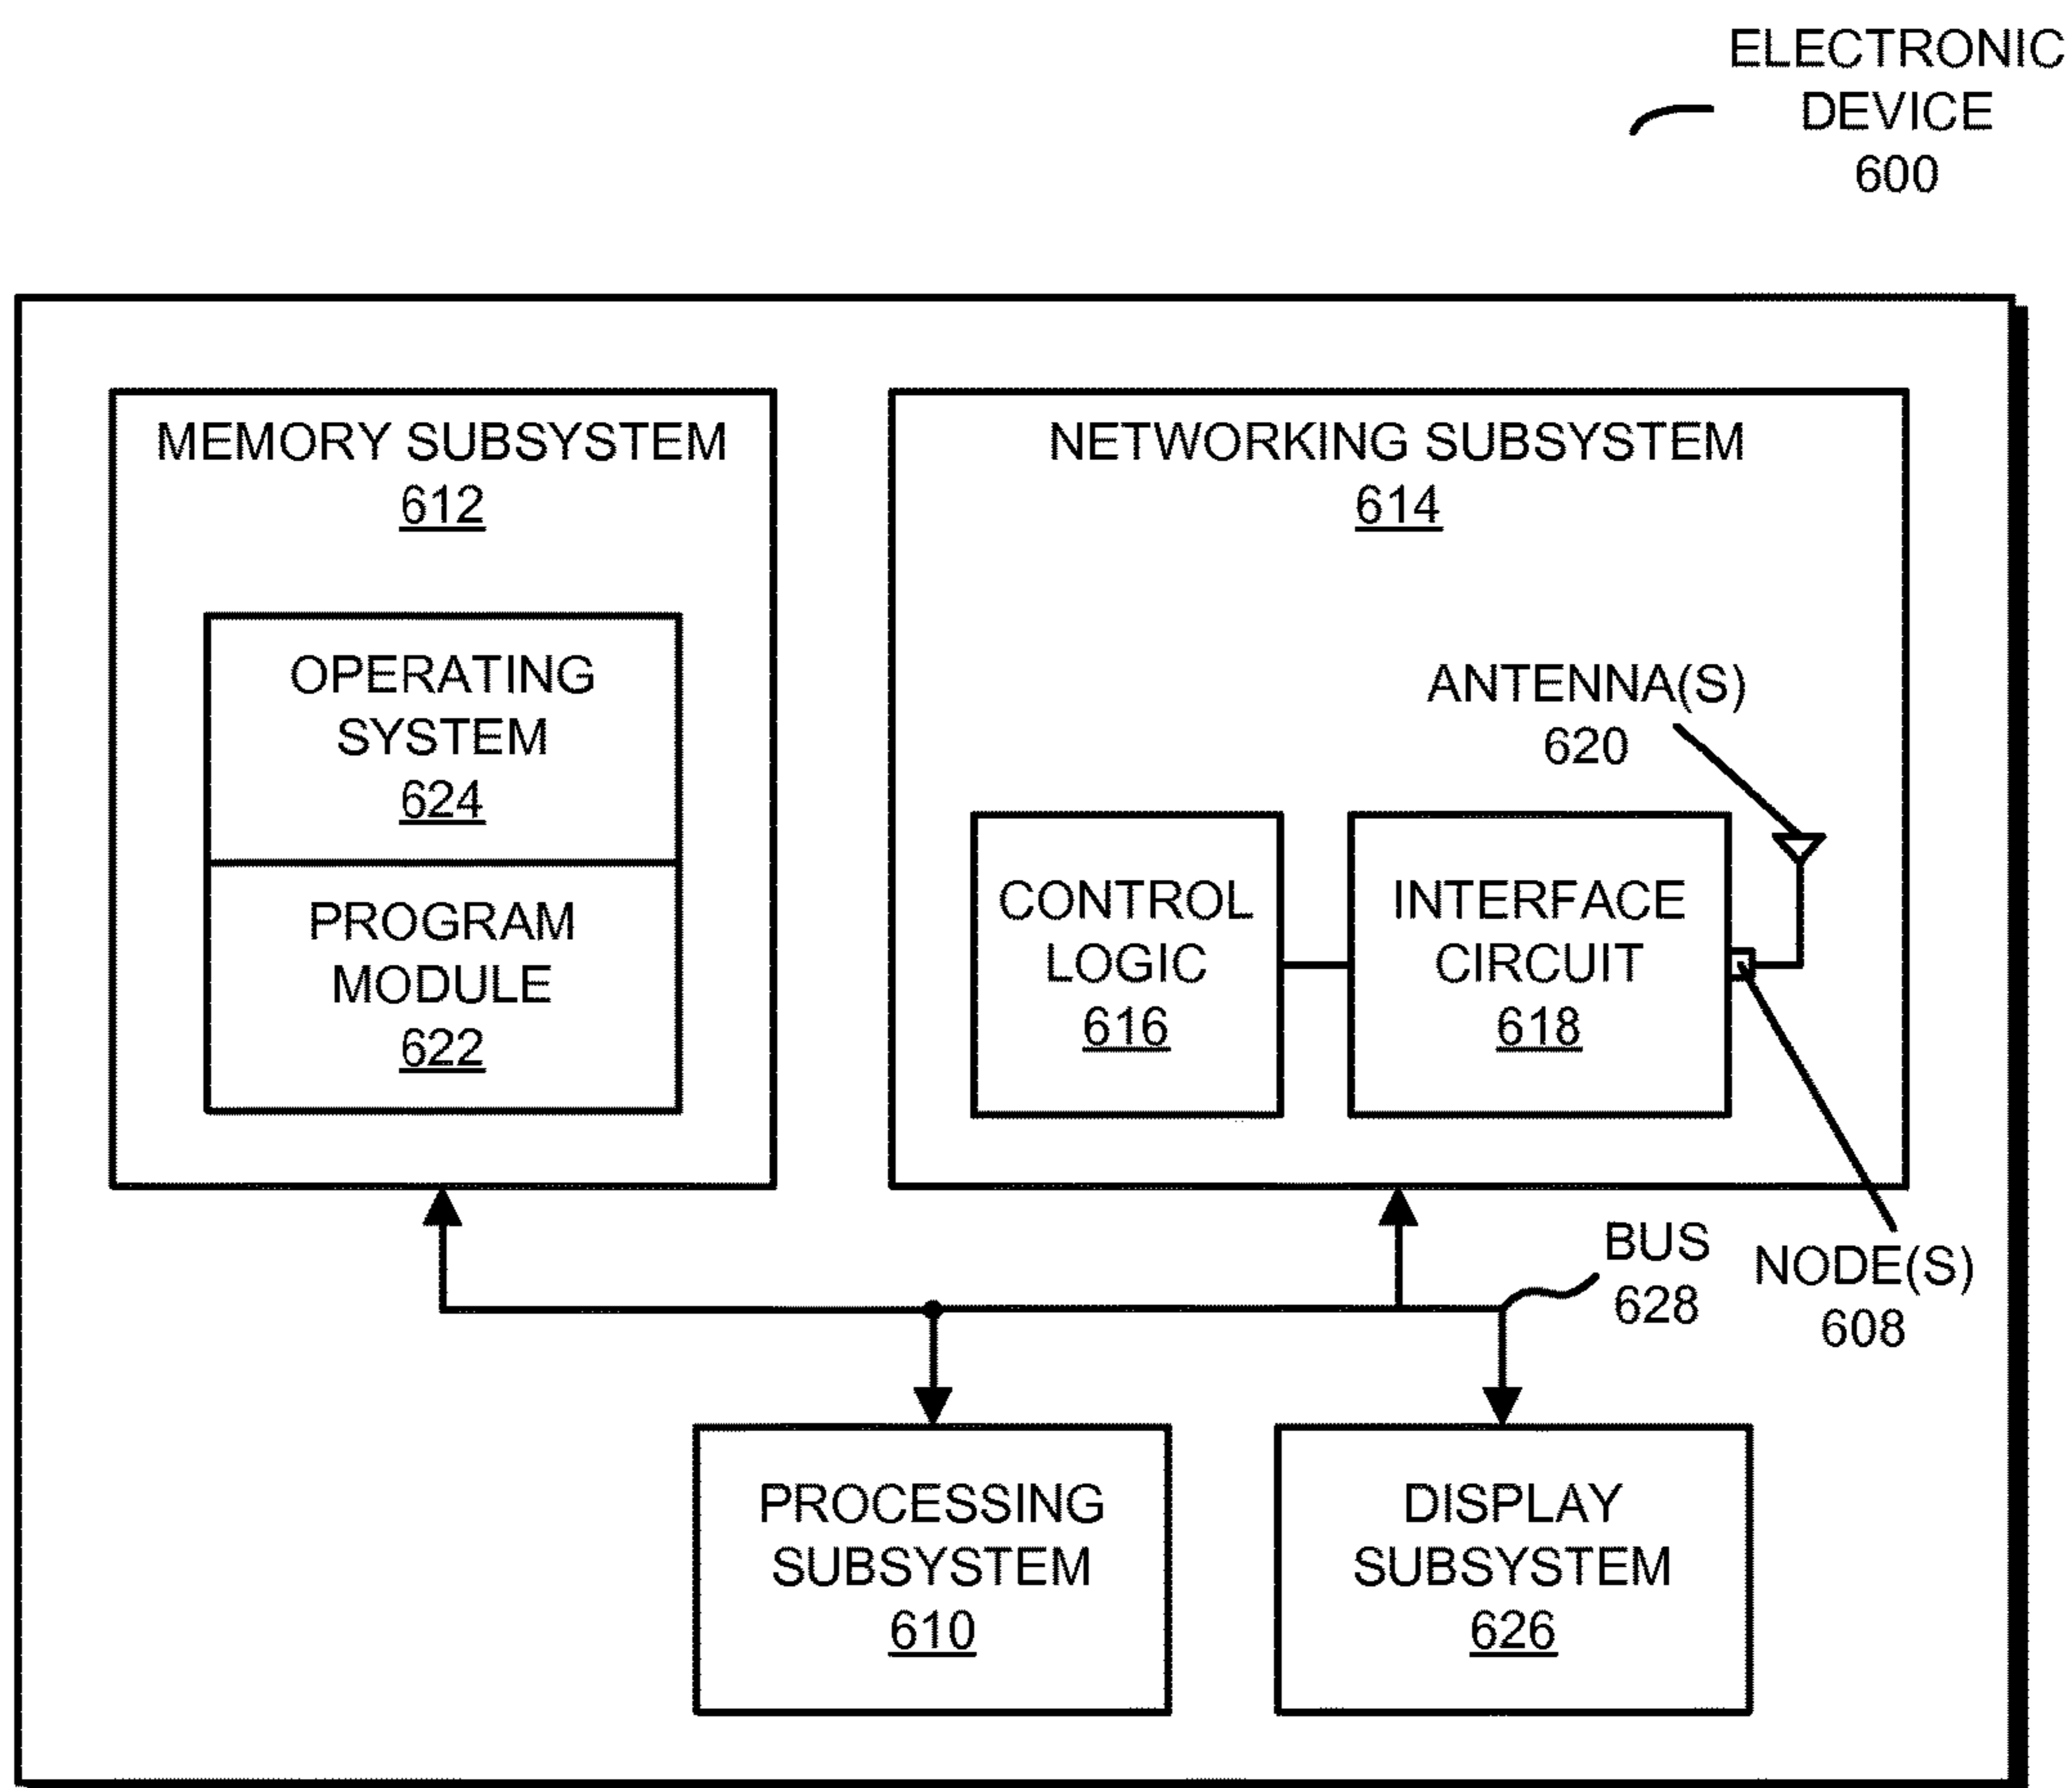 ELECTRONIC
DEVICE
600
MEMORY SUBSYSTEM
612
OPERATING
SYSTEM
624
PROGRAM
MODULE
622
NETWORKING SUBSYSTEM
614
ANTENNA(S)
620
CONTROL
LOGIC
616
INTERFACE
CIRCUIT
618
BUS
628
NODE(S)
608
PROCESSING
SUBSYSTEM
610
DISPLAY
SUBSYSTEM
626